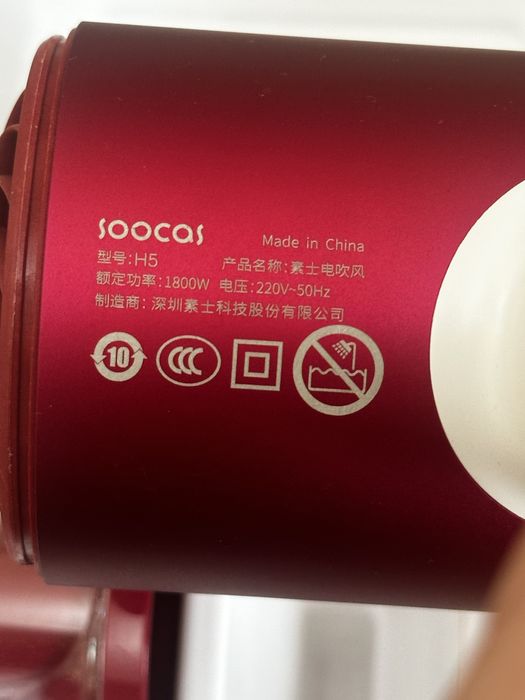 soocas
Made in China
型号:H5
产品名称:素士电吹风
额定功率:1800W 电压:220V~50Hz
制造商:深圳素士科技股份有限公司
10
CCC